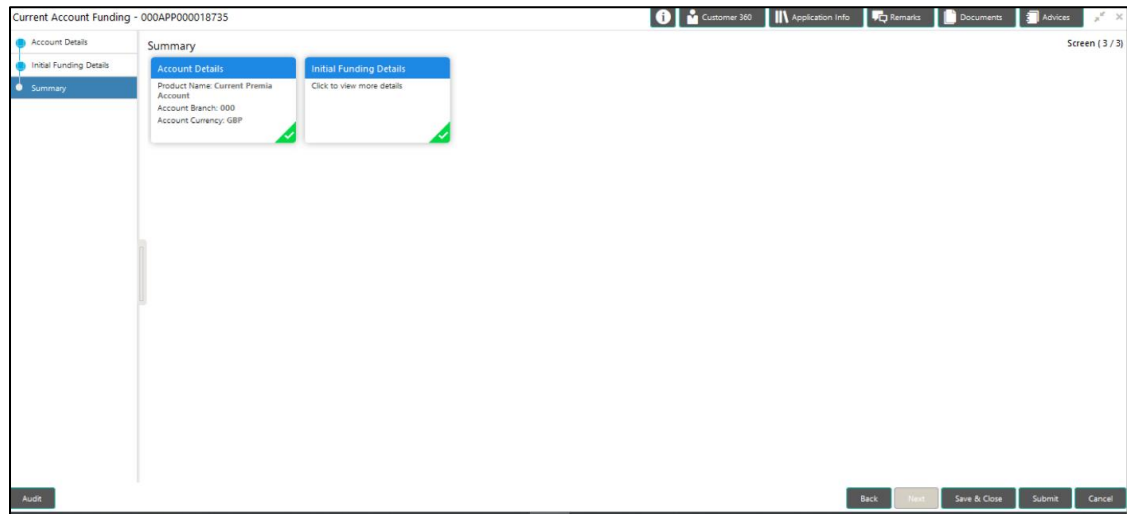 Current Account Funding - 000APP000018735
Customer 360
Application Info
Remarks
Documents
Advices
Account Details
Initial Funding Details
Summary
Summary
Screen ( 3 / 3)
Account Details
Product Name: Current Premia
Account
Account Branch: 000
Account Currency: GBP
Initial Funding Details
Click to view more details
Audit
Back
Next
Save & Close
Submit
Cancel